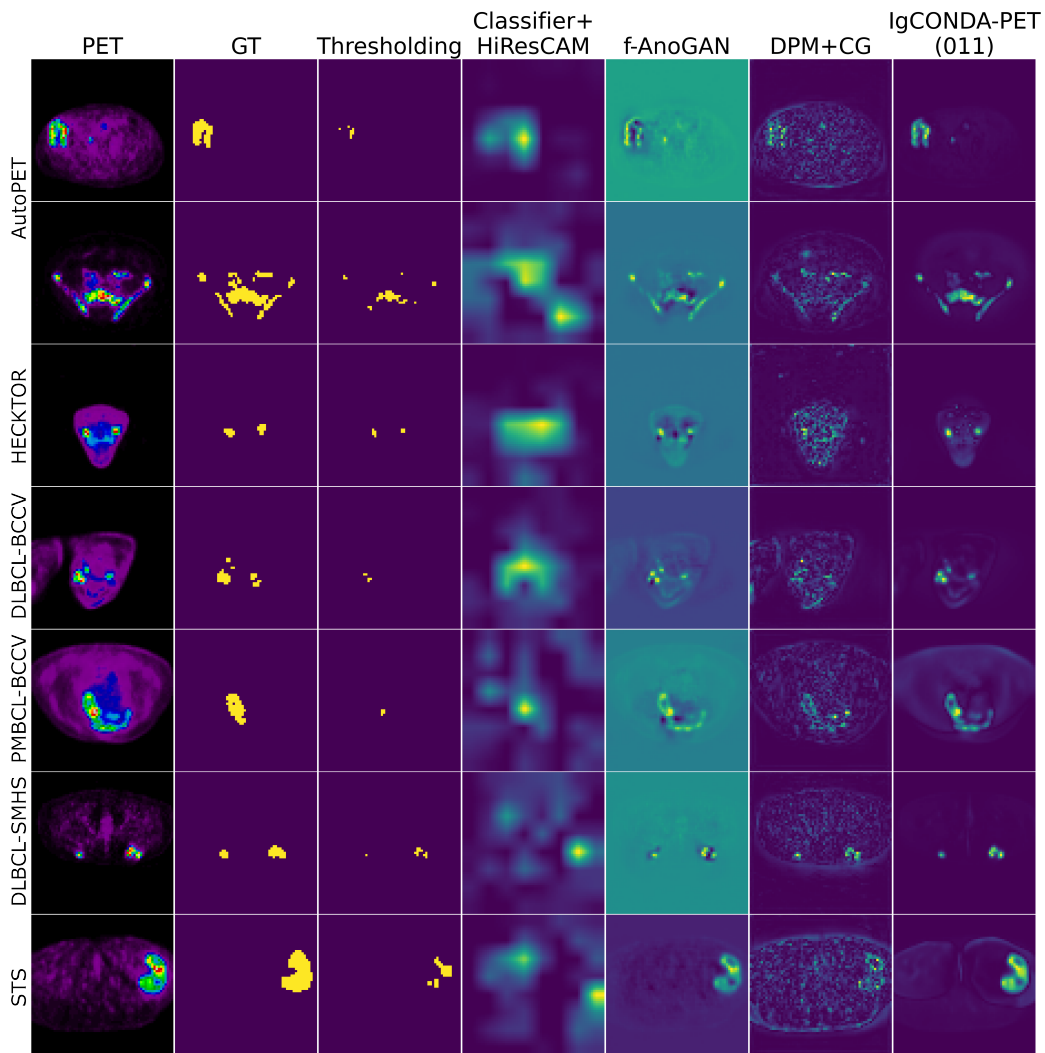 PET
GT
Thresholding
Classifier+
HiResCAM
f-AnoGAN
DPM+CG
IgCONDA-PET
(011)
AutoPET
HECKTOR
DLBCL-BCCV
PMBCL-BCCV
DLBCL-SMHS
STS